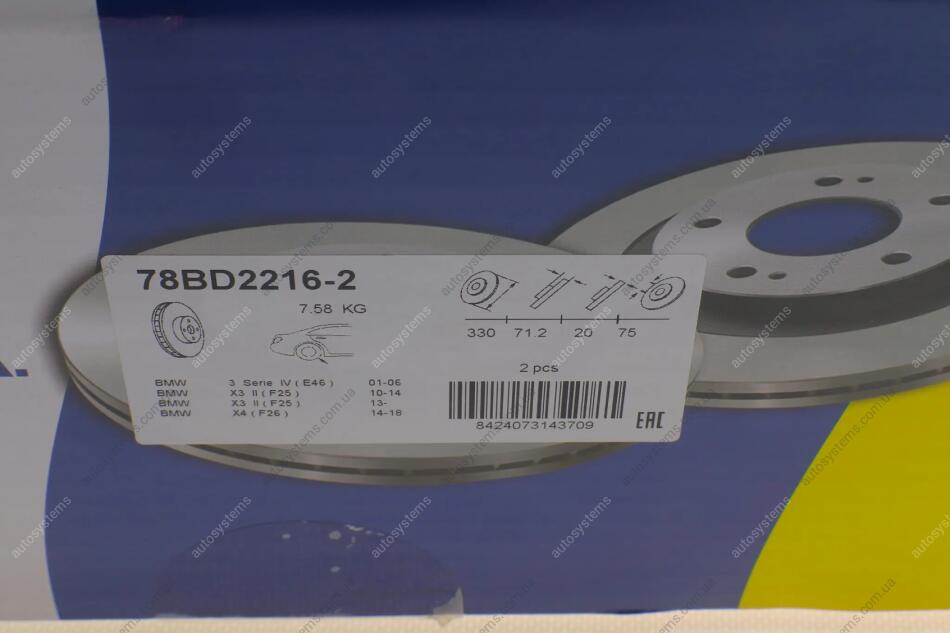 78BD2216-2
7.58 KG
330 71.2 20 75
2 pcs
BMW 3 Serie IV ( E46 ) 01-06
BMW X3 II ( F25 ) 10-14
BMW X3 II ( F25 ) 13-
BMW X4 ( F26 ) 14-18
8424073143709
EAC
autosystems
autosystems.com.ua